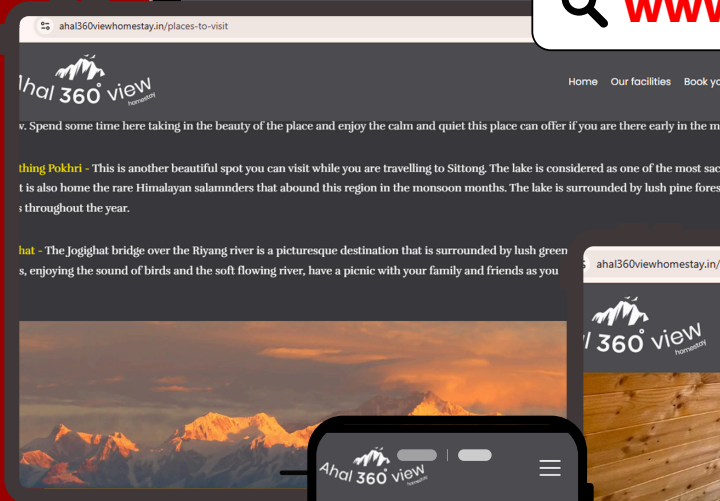 www
ahal360viewhomestay.in/places-to-visit
Ahal 360° view
homestay
Home Our facilities Book yo
w. Spend some time here taking in the beauty of the place and enjoy the calm and quiet this place can offer if you are there early in the m
thing Pokhri - This is another beautiful spot you can visit while you are travelling to Sittong. The lake is considered as one of the most sac
t is also home the rare Himalayan salamnders that abound this region in the monsoon months. The lake is surrounded by lush pine fores
s throughout the year.
hat - The Jogighat bridge over the Riyang river is a picturesque destination that is surrounded by lush green
s, enjoying the sound of birds and the soft flowing river, have a picnic with your family and friends as you
ahal360viewhomestay.in/
l 360° view
homestay
Ahal 360° view
homestay